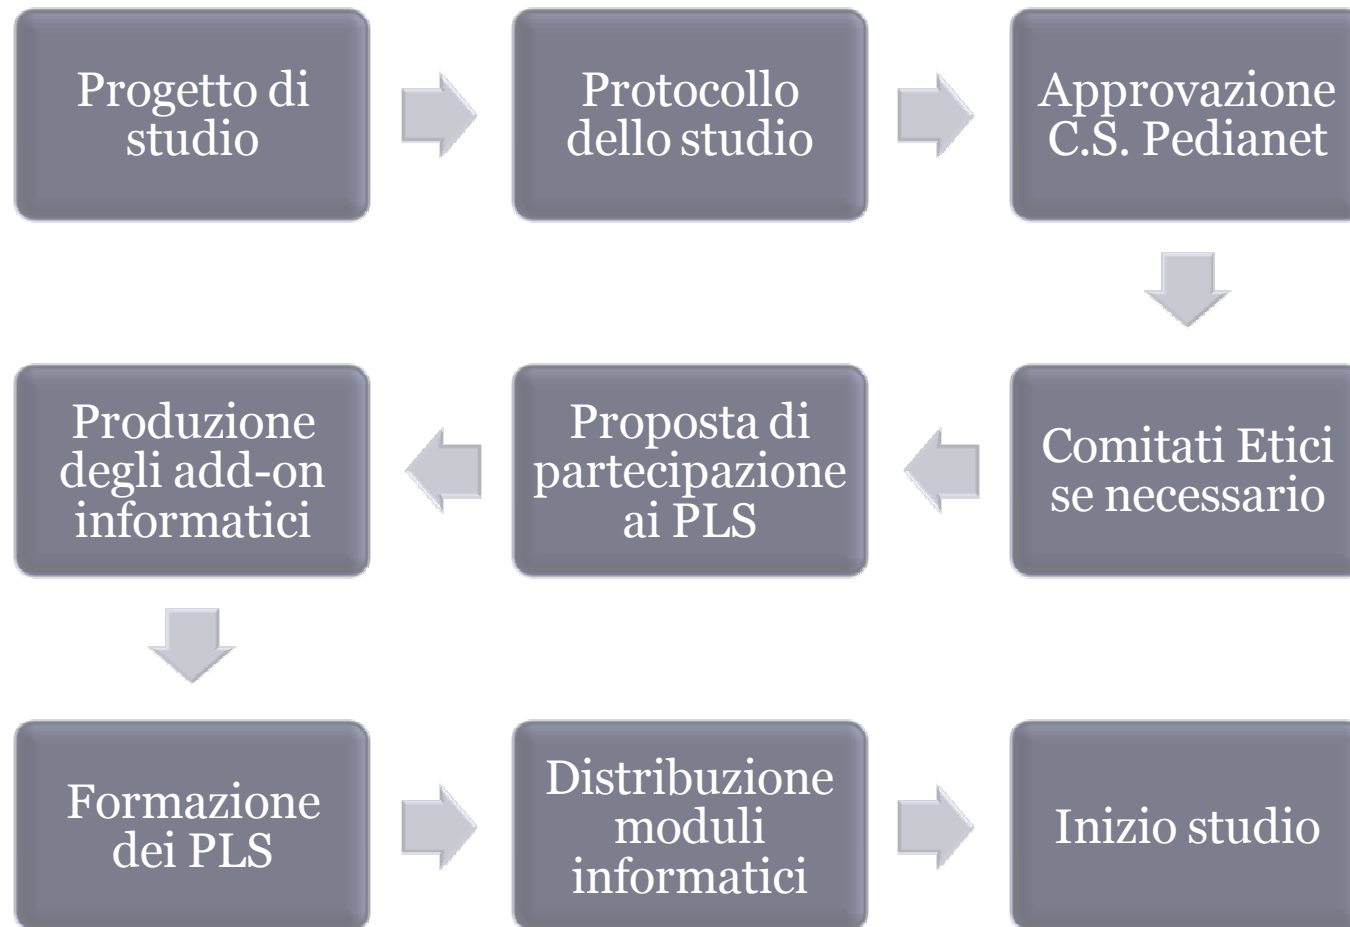 Progetto di
studio
Protocollo
dello studio
Approvazione
C.S. Pedianet
Comitati Etici
se necessario
Proposta di
partecipazione
ai PLS
Produzione
degli add-on
informatici
Formazione
dei PLS
Distribuzione
moduli
informatici
Inizio studio